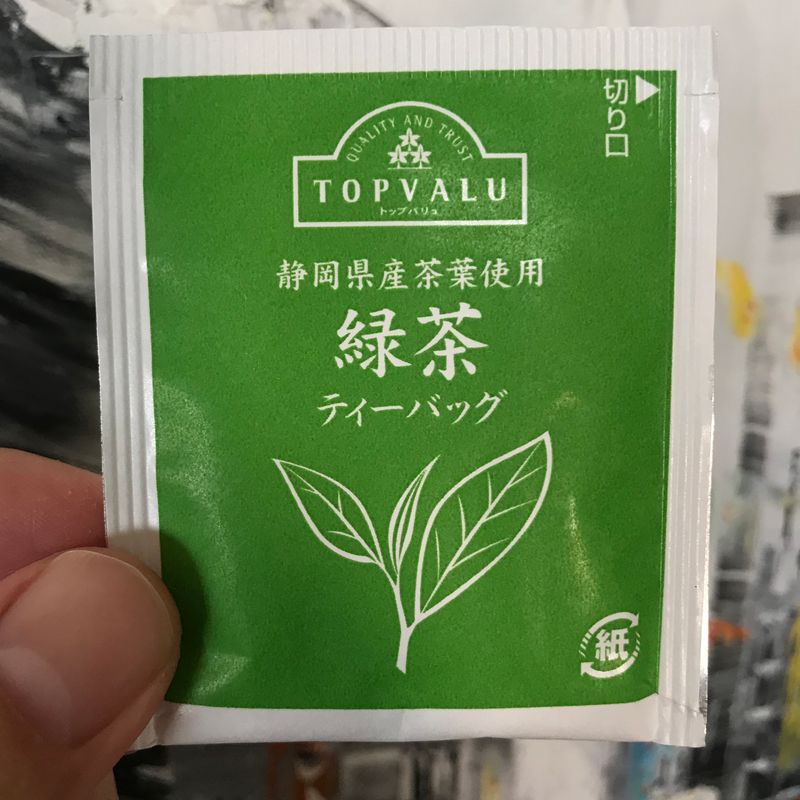 切り口
QUALITY AND TRUST
TOPVALU
トップバリュ
静岡県産茶葉使用
緑茶
ティーバッグ
紙